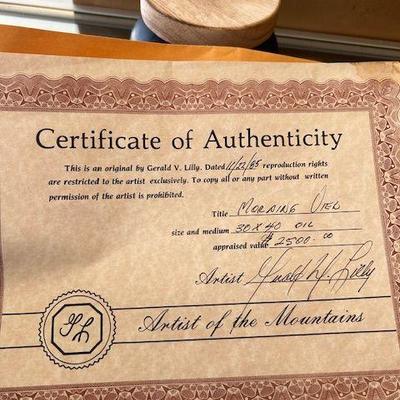 Certificate of Authenticity
This is an original by Gerald V. Lilly. Dated 11/22/85 reproduction rights
are restricted to the artist exclusively. To copy all or any part without written
permission of the artist is prohibited.
Title MORNING VIEW
size and medium 30 X 40 OIL
appraised value $2500.00
Artist Gerald V. Lilly
GL Artist of the Mountains